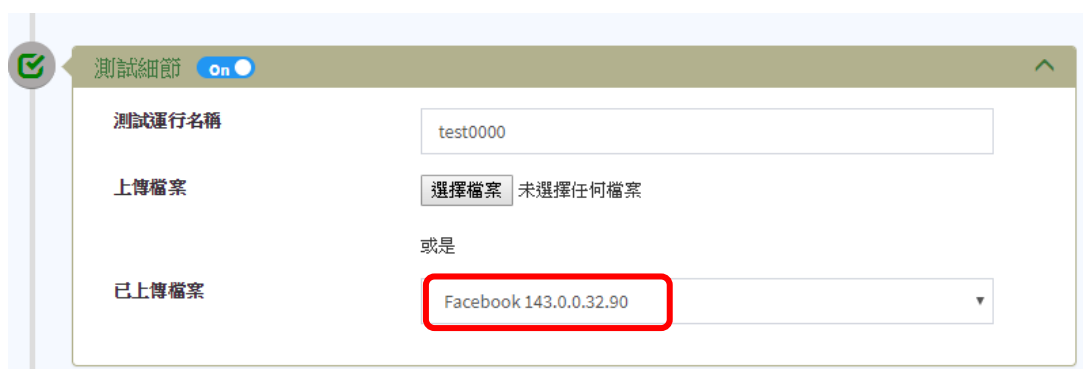 測試細節 On
測試運行名稱 test0000
上傳檔案 選擇檔案 未選擇任何檔案
或是
已上傳檔案 Facebook 143.0.0.32.90